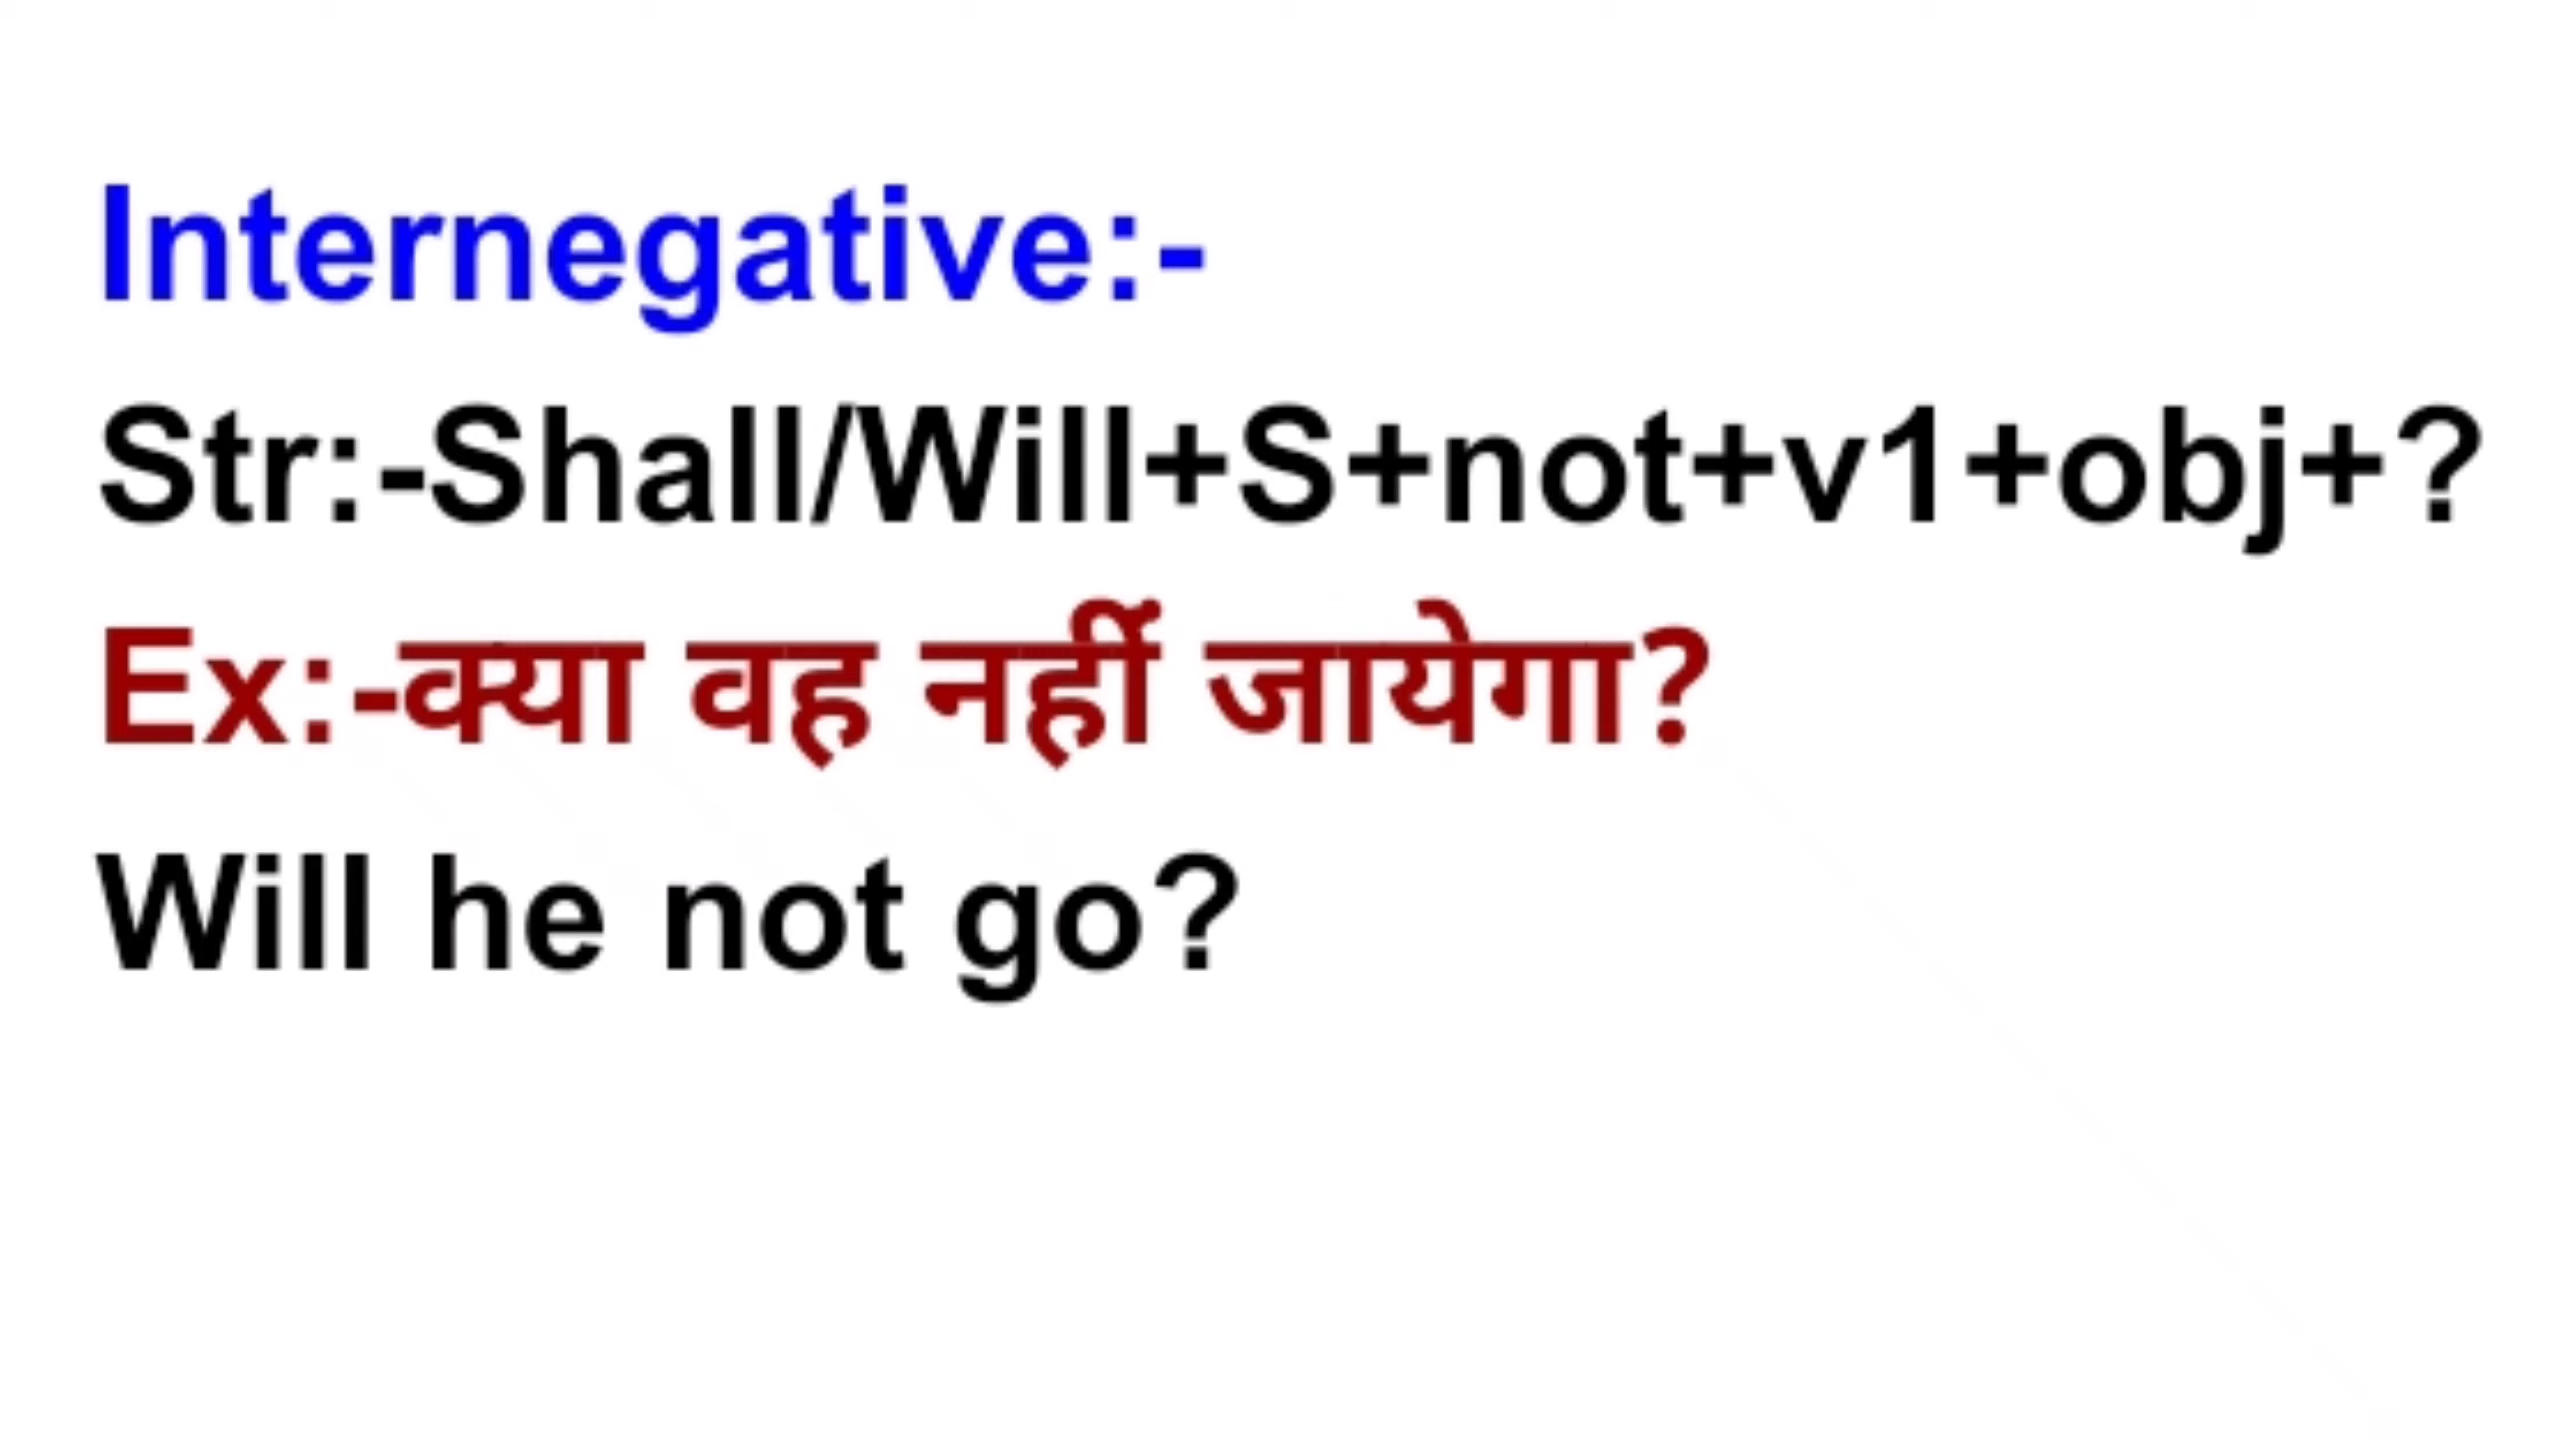 Internegative:-
Str:-Shall/Will+S+not+v1+obj+?
Ex:-क्या वह नहीं जायेगा?
Will he not go?